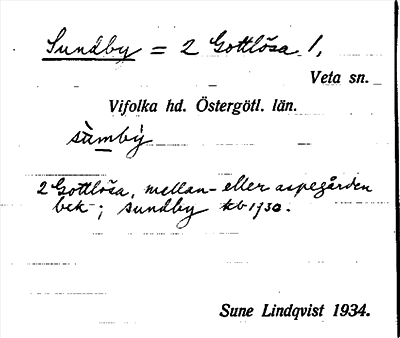 Sundby = 2 Gottlösa 1,
Veta sn.
Vifolka hd. Östergötl. län.
sùmbý
2 Gottlösa, mellan- eller aspegården
bek-; sundby kb 1730.
Sune Lindqvist 1934.